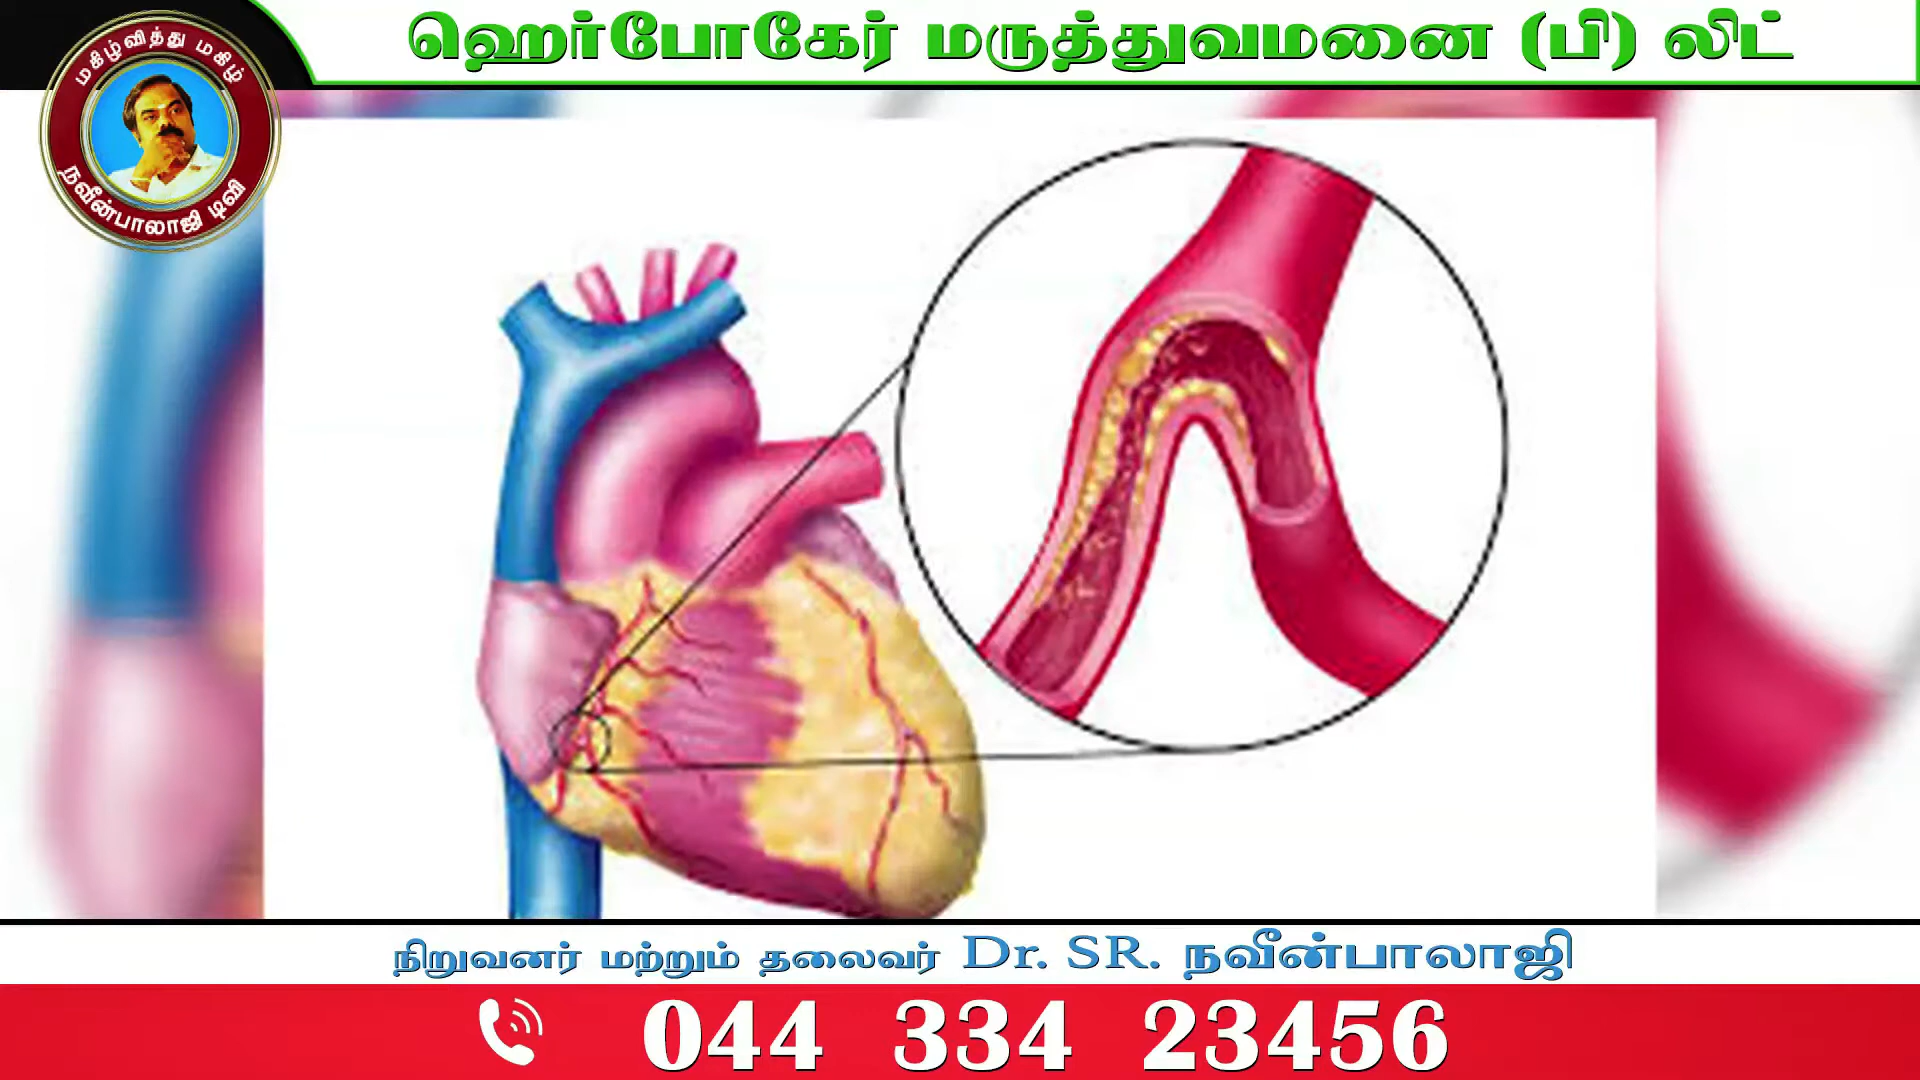 ஹெர்போகேர் மருத்துவமனை (பி) லிட்
மகிழ்வித்து மகிழ்
நவீன்பாலாஜி டிவி
நிறுவனர் மற்றும் தலைவர் Dr. SR. நவீன்பாலாஜி
044 334 23456